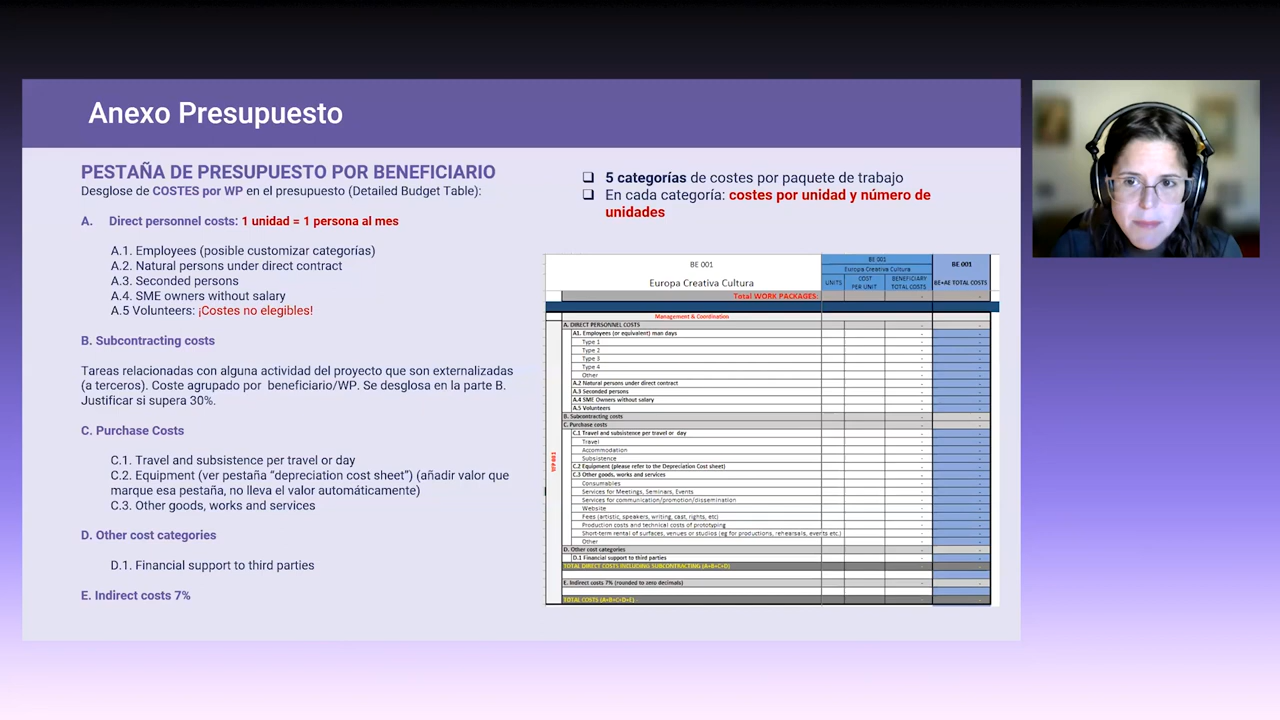 Anexo Presupuesto
PESTAÑA DE PRESUPUESTO POR BENEFICIARIO
Desglose de COSTES por WP en el presupuesto (Detailed Budget Table):
A. Direct personnel costs: 1 unidad = 1 persona al mes
A.1. Employees (posible customizar categorías)
A.2. Natural persons under direct contract
A.3. Seconded persons
A.4. SME owners without salary
A.5 Volunteers: ¡Costes no elegibles!
B. Subcontracting costs
Tareas relacionadas con alguna actividad del proyecto que son externalizadas
(a terceros). Coste agrupado por beneficiario/WP. Se desglosa en la parte B.
Justificar si supera 30%.
C. Purchase Costs
C.1. Travel and subsistence per travel or day
C.2. Equipment (ver pestaña “depreciation cost sheet”) (añadir valor que
marque esa pestaña, no lleva el valor automáticamente)
C.3. Other goods, works and services
D. Other cost categories
D.1. Financial support to third parties
E. Indirect costs 7%
5 categorías de costes por paquete de trabajo
En cada categoría: costes por unidad y número de
unidades
BE 001
Europa Creativa Cultura
BE 001
Europa Creativa Cultura
UNITS
COST
PER UNIT
BENEFICIARY
TOTAL COSTS
BE 001
BE+AE TOTAL COSTS
Total WORK PACKAGES:
Management & Coordination
WP001
A. DIRECT PERSONNEL COSTS
A1. Employees (or equivalent) man days
Type 1
Type 2
Type 3
Type 4
Other
A.2 Natural persons under direct contract
A.3 Seconded persons
A.4 SME Owners without salary
A.5 Volunteers
B. Subcontracting costs
C. Purchase costs
C.1 Travel and subsistence per travel or day
Travel
Accommodation
Subsistence
C.2 Equipment (please refer to the Depreciation Cost sheet)
C.3 Other goods, works and services
Consumables
Services for Meetings, Seminars, Events
Services for communication/promotion/dissemination
Website
Fees (artistic, speakers, writing, cast, rights, etc)
Production costs and technical costs of prototyping
Short-term rental of surfaces, venues or studios (eg for productions, rehearsals, events etc.)
Other
D. Other cost categories
D.1 Financial support to third parties
TOTAL DIRECT COSTS INCLUDING SUBCONTRACTING (A+B+C+D)
E. Indirect costs 7% (rounded to zero decimals)
TOTAL COSTS (A+B+C+D+E)